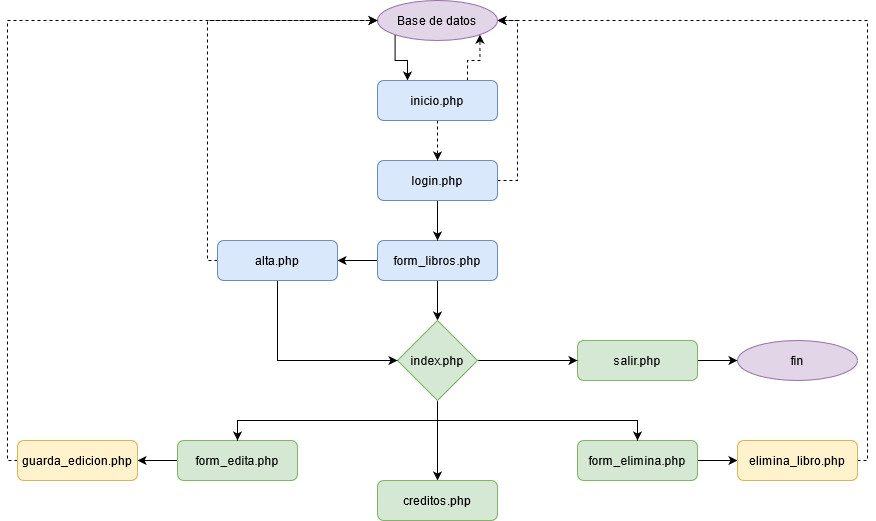 Base de datos
inicio.php
login.php
alta.php
form_libros.php
index.php
salir.php
fin
guarda_edicion.php
form_edita.php
form_elimina.php
elimina_libro.php
creditos.php